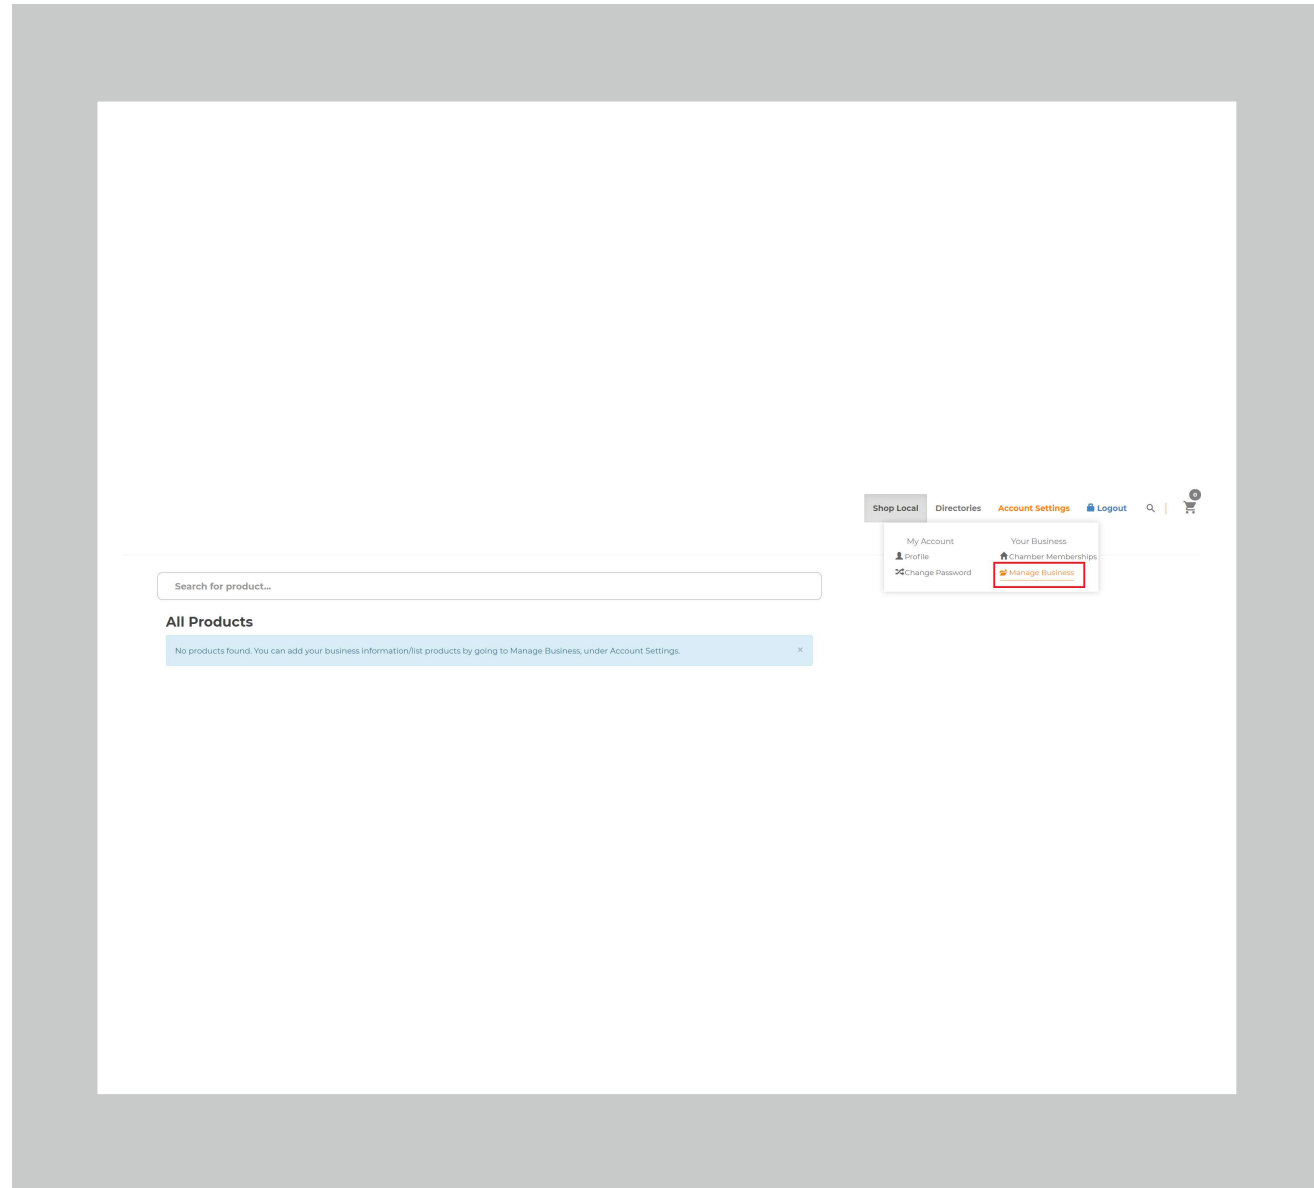 0
Shop Local Directories Account Settings Logout
My Account Your Business
Profile Chamber Memberships
Change Password Manage Business
Search for product...
All Products
No products found. You can add your business information/list products by going to Manage Business, under Account Settings. ×